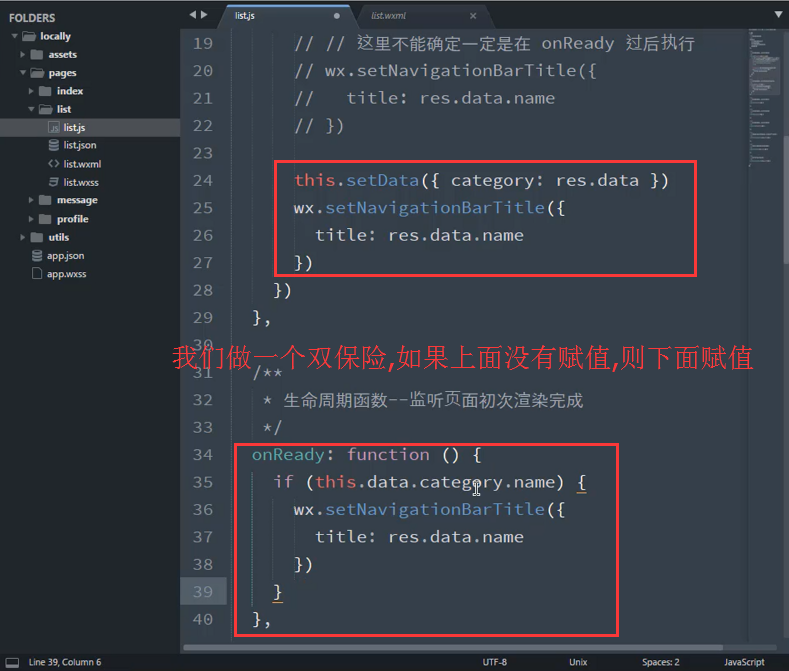 FOLDERS
locally
assets
pages
index
list
list.js
list.json
list.wxml
list.wxss
message
profile
utils
app.json
app.wxss
list.js
list.wxml
19 // // 这里不能确定一定是在 onReady 过后执行
20 // wx.setNavigationBarTitle({
21 //   title: res.data.name
22 // })
23
24 this.setData({ category: res.data })
25 wx.setNavigationBarTitle({
26 title: res.data.name
27 })
28 })
29 },
30
我们做一个双保险,如果上面没有赋值,则下面赋值
31 /**
32 * 生命周期函数--监听页面初次渲染完成
33 */
34 onReady: function () {
35 if (this.data.category.name) {
36 wx.setNavigationBarTitle({
37 title: res.data.name
38 })
39 }
40 },
Line 39, Column 6
UTF-8
Unix
Spaces: 2
JavaScript